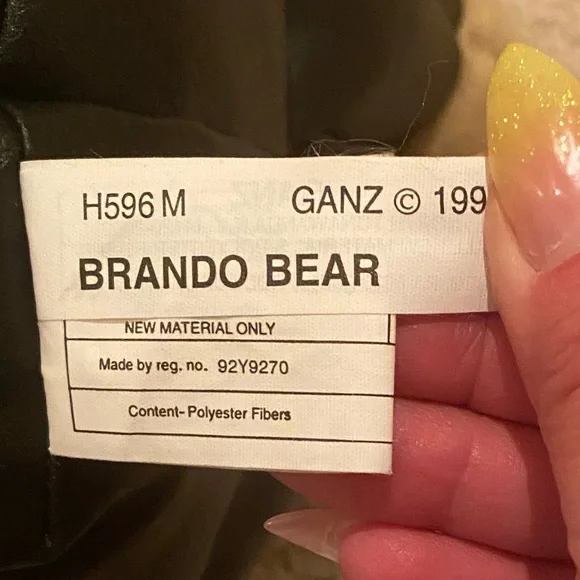 H596 M GANZ © 199
BRANDO BEAR
NEW MATERIAL ONLY
Made by reg. no. 92Y9270
Content- Polyester Fibers